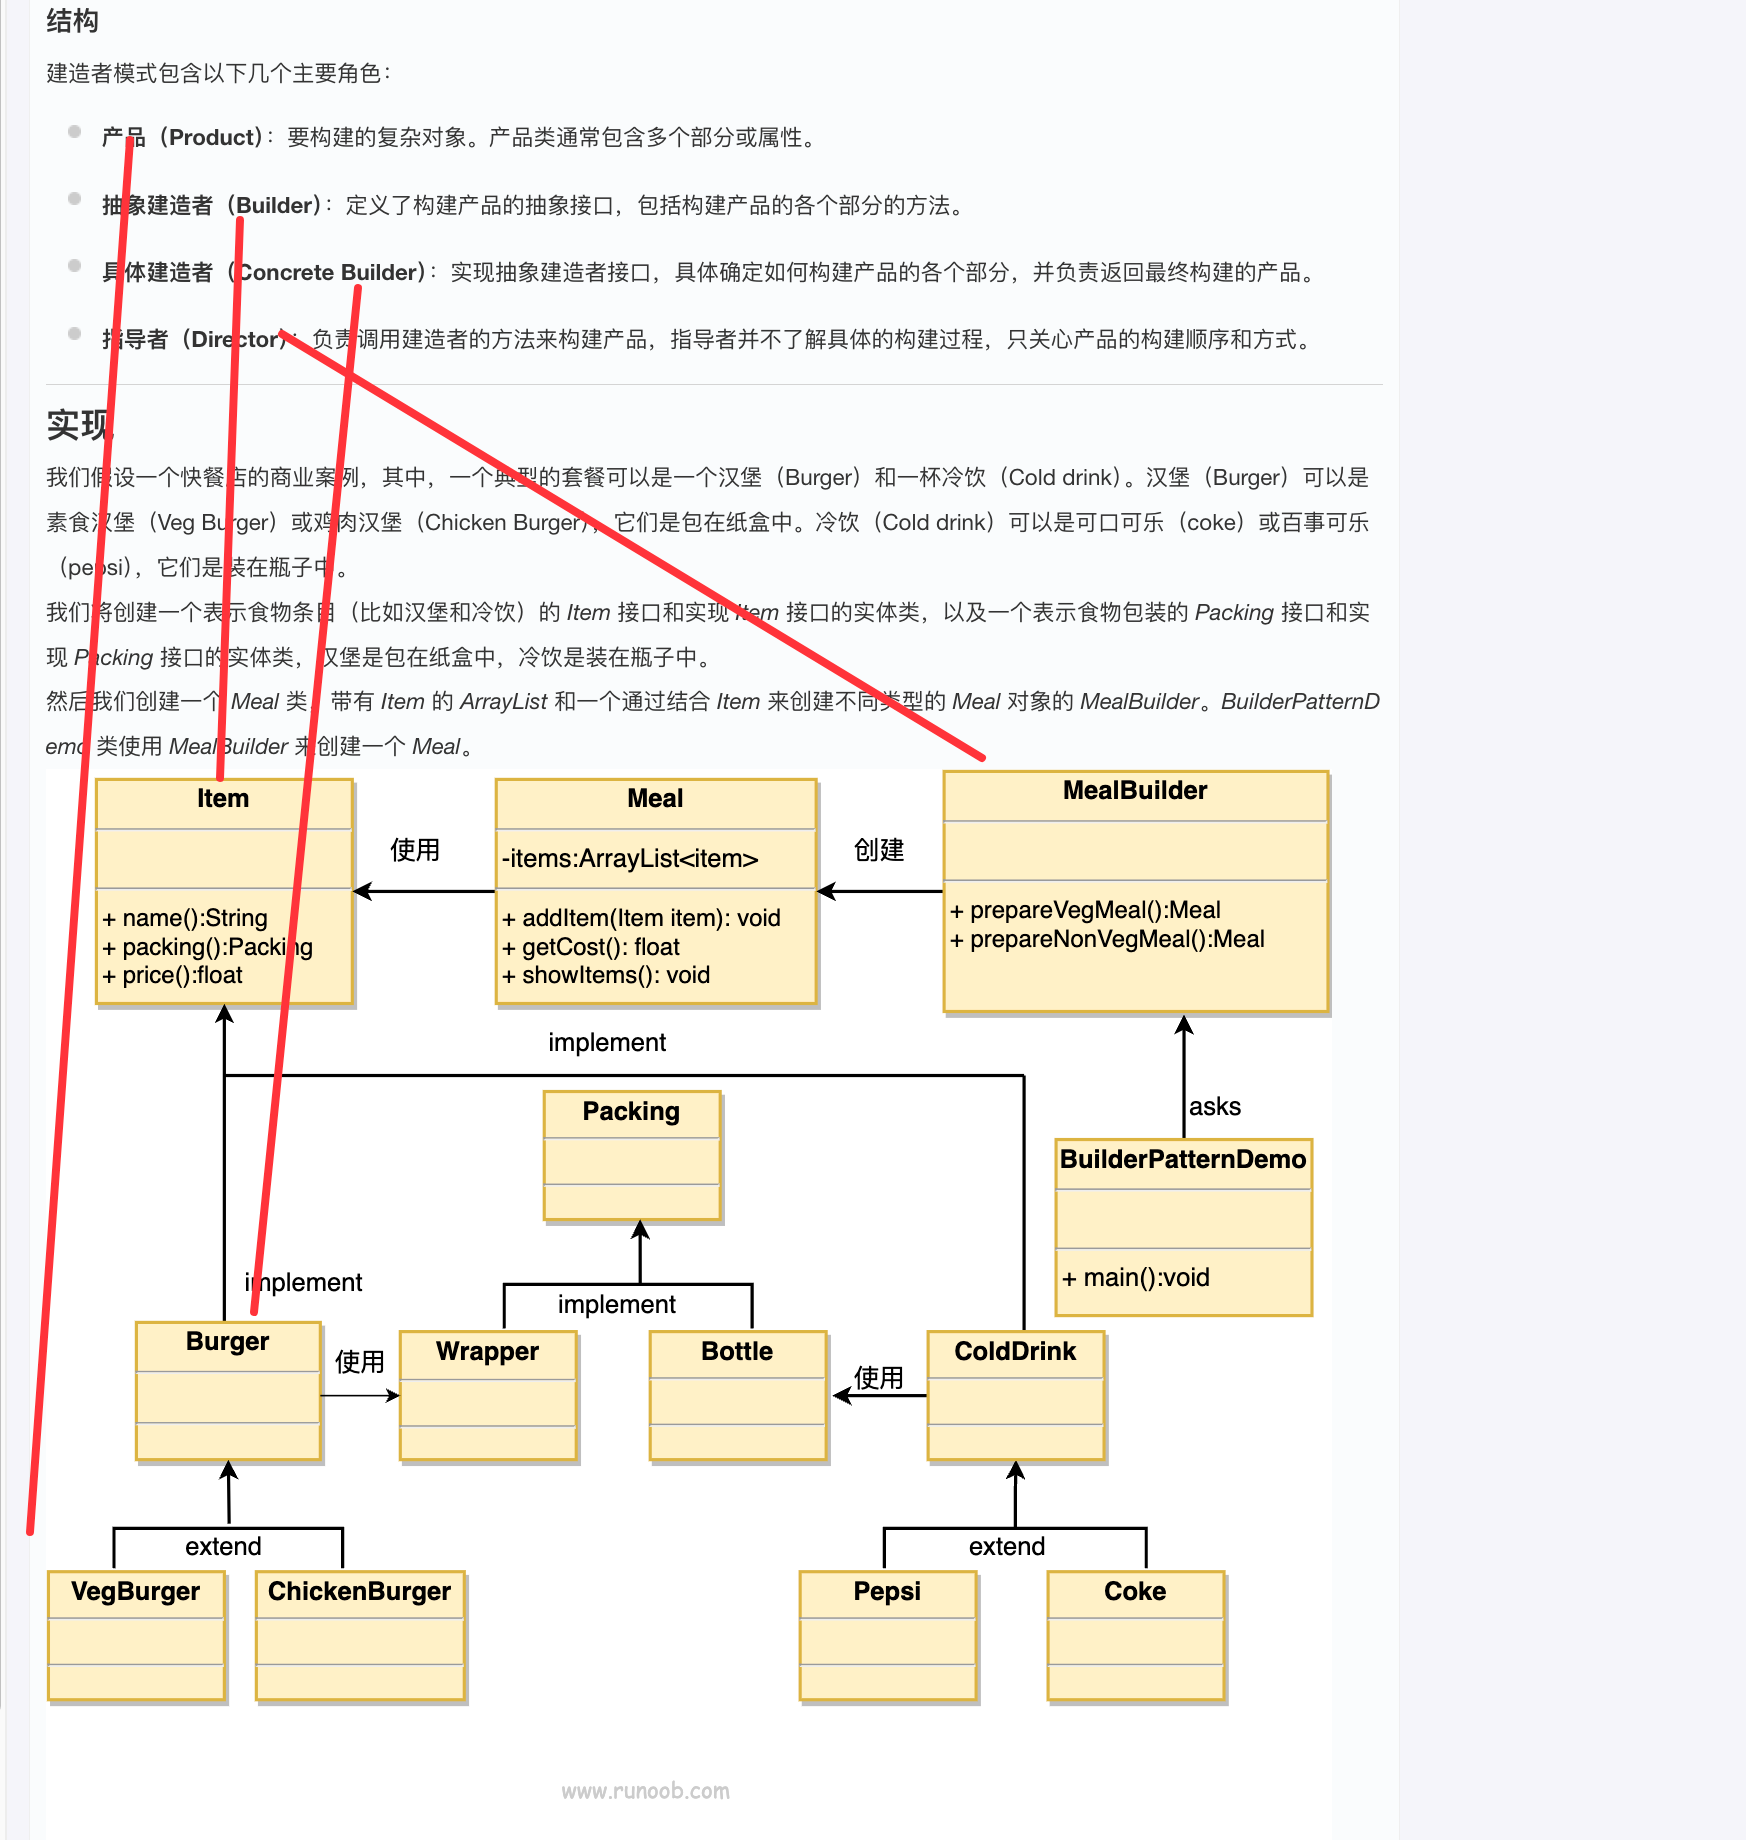 结构
建造者模式包含以下几个主要角色：
产品（Product）：要构建的复杂对象。产品类通常包含多个部分或属性。
抽象建造者（Builder）：定义了构建产品的抽象接口，包括构建产品的各个部分的方法。
具体建造者（Concrete Builder）：实现抽象建造者接口，具体确定如何构建产品的各个部分，并负责返回最终构建的产品。
指导者（Director）：负责调用建造者的方法来构建产品，指导者并不了解具体的构建过程，只关心产品的构建顺序和方式。
实现
我们假设一个快餐店的商业案例，其中，一个典型的套餐可以是一个汉堡（Burger）和一杯冷饮（Cold drink）。汉堡（Burger）可以是
素食汉堡（Veg Burger）或鸡肉汉堡（Chicken Burger），它们是包在纸盒中。冷饮（Cold drink）可以是可口可乐（coke）或百事可乐
（pepsi），它们是装在瓶子中。
我们将创建一个表示食物条目（比如汉堡和冷饮）的 Item 接口和实现 Item 接口的实体类，以及一个表示食物包装的 Packing 接口和实
现 Packing 接口的实体类，汉堡是包在纸盒中，冷饮是装在瓶子中。
然后我们创建一个 Meal 类，带有 Item 的 ArrayList 和一个通过结合 Item 来创建不同类型的 Meal 对象的 MealBuilder。BuilderPatternD
emo 类使用 MealBuilder 来创建一个 Meal。
Item
+ name():String
+ packing():Packing
+ price():float
使用
Meal
-items:ArrayList<item>
+ addItem(Item item): void
+ getCost(): float
+ showItems(): void
创建
MealBuilder
+ prepareVegMeal():Meal
+ prepareNonVegMeal():Meal
implement
Packing
asks
BuilderPatternDemo
+ main():void
implement
implement
Burger
使用
Wrapper
Bottle
使用
ColdDrink
extend
extend
VegBurger
ChickenBurger
Pepsi
Coke
www.runoob.com